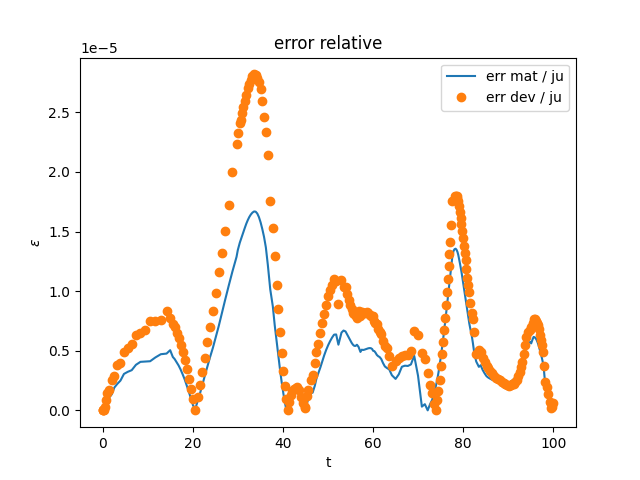 error relative
1e−5
err mat / ju
err dev / ju
2.5
2.0
1.5
1.0
0.5
0.0
ε
0 20 40 60 80 100
t